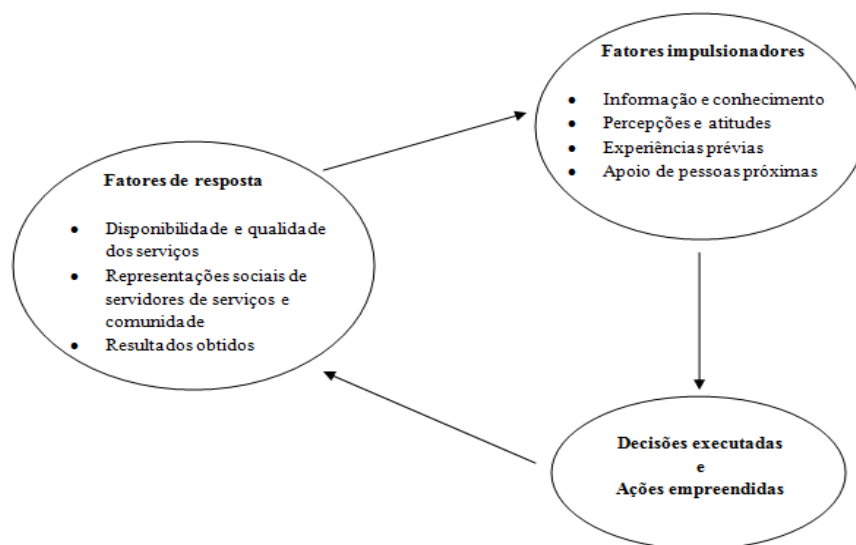 Fatores impulsionadores
• Informação e conhecimento
• Percepções e atitudes
• Experiências prévias
• Apoio de pessoas próximas
Fatores de resposta
• Disponibilidade e qualidade
dos serviços
• Representações sociais de
servidores de serviços e
comunidade
• Resultados obtidos
Decisões executadas
e
Ações empreendidas